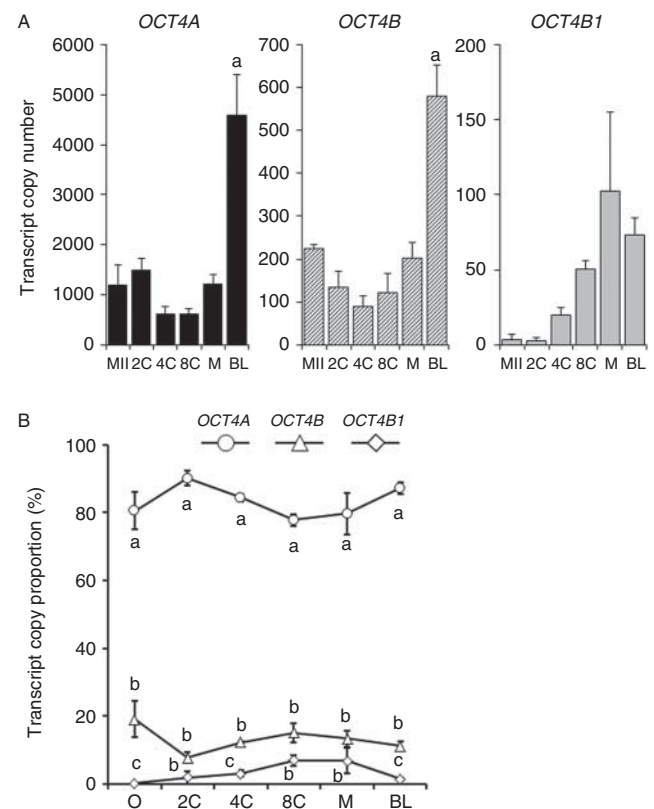 A
OCT4A OCT4B OCT4B1
Transcript copy number
6000
5000
4000
3000
2000
1000
0
a
MII 2C 4C 8C M BL
700
600
500
400
300
200
100
0
a
MII 2C 4C 8C M BL
200
150
100
50
0
MII 2C 4C 8C M BL
B
OCT4A OCT4B OCT4B1
Transcript copy proportion (%)
100
80
60
40
20
0
a a a a a a
b b b b b b
c b c b b c
O 2C 4C 8C M BL